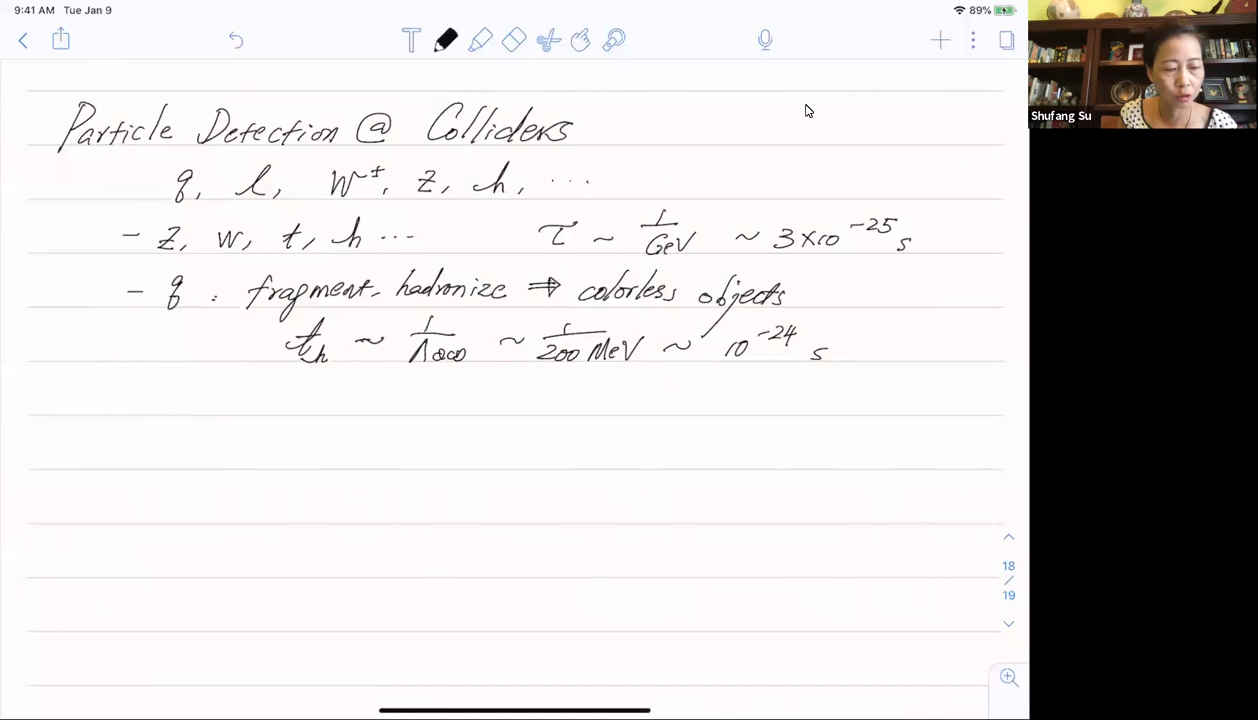 9:41 AM Tue Jan 9
89%
Shufang Su
Particle Detection @ Colliders
q, l, W±, Z, h, ...
- Z, W, t, h ... τ ~ 1/GeV ~ 3×10^-25 s
- q : fragment, hadronize ⇒ colorless objects
t_h ~ 1/Λ_QCD ~ 1/200 MeV ~ 10^-24 s
18
/
19